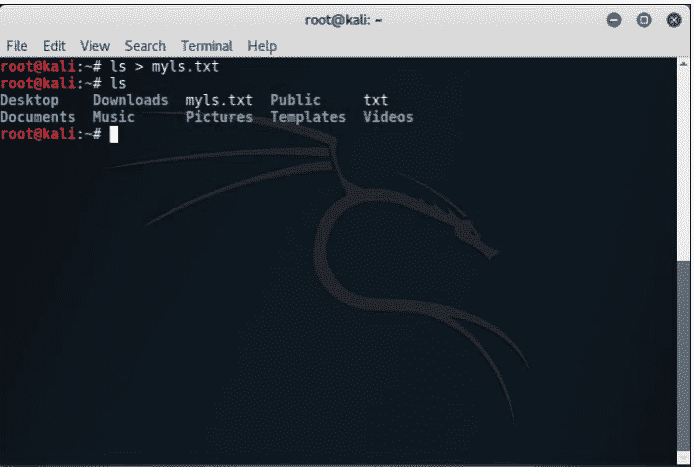 root@kali: ~
File Edit View Search Terminal Help
root@kali:~# ls > myls.txt
root@kali:~# ls
Desktop Downloads myls.txt Public txt
Documents Music Pictures Templates Videos
root@kali:~#